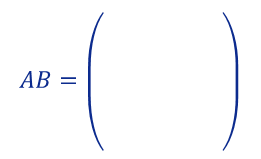 AB = (    )